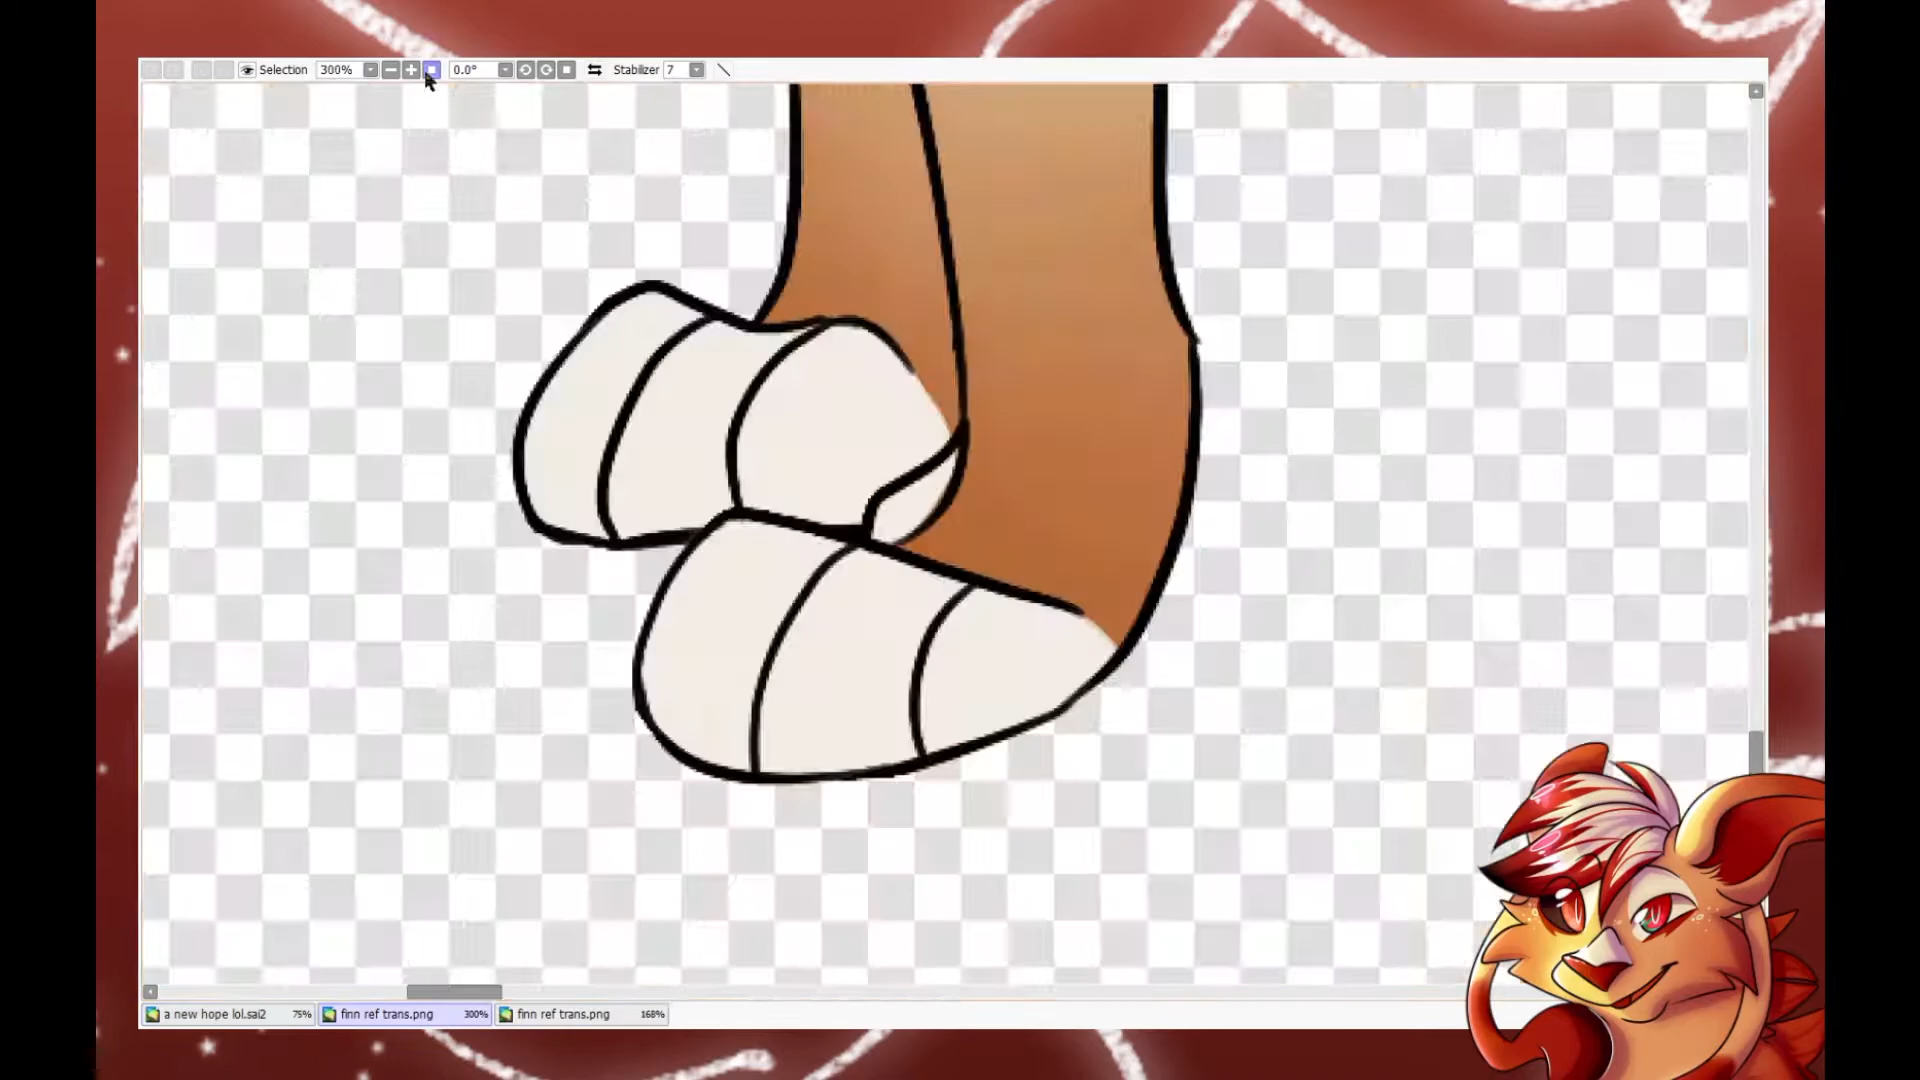 Selection 300% 0.0° Stabilizer 7
a new hope lol.sai2 75% finn ref trans.png 300% finn ref trans.png 168%